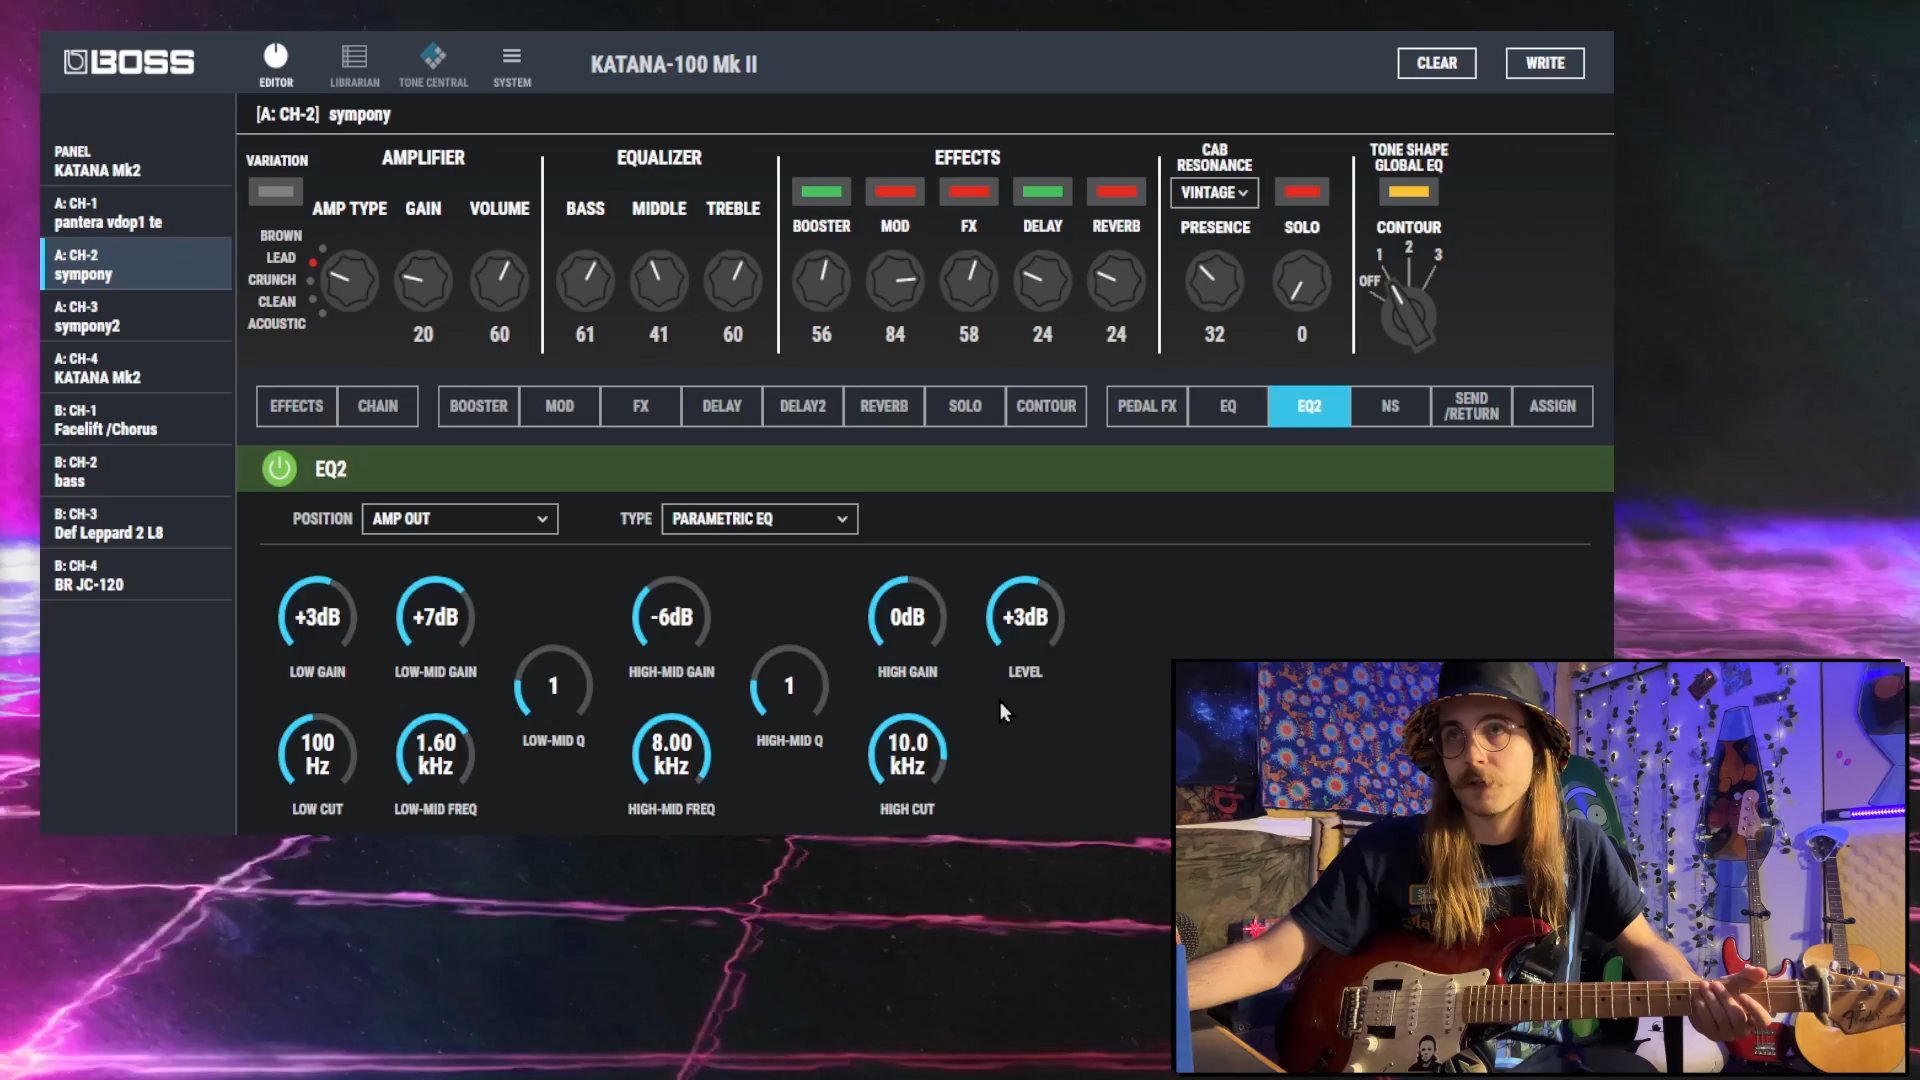 BOSS
EDITOR
LIBRARIAN
TONE CENTRAL
SYSTEM
KATANA-100 Mk II
CLEAR
WRITE
[A: CH-2] sympony
PANEL
KATANA Mk2
A: CH-1
pantera vdop1 te
A: CH-2
sympony
A: CH-3
sympony2
A: CH-4
KATANA Mk2
B: CH-1
Facelift /Chorus
B: CH-2
bass
B: CH-3
Def Leppard 2 L8
B: CH-4
BR JC-120
VARIATION
AMPLIFIER
AMP TYPE
GAIN
VOLUME
BROWN
LEAD
CRUNCH
CLEAN
ACOUSTIC
20
60
EQUALIZER
BASS
MIDDLE
TREBLE
61
41
60
EFFECTS
BOOSTER
MOD
FX
DELAY
REVERB
56
84
58
24
24
CAB
RESONANCE
VINTAGE
PRESENCE
SOLO
32
0
TONE SHAPE
GLOBAL EQ
CONTOUR
OFF
1
2
3
EFFECTS
CHAIN
BOOSTER
MOD
FX
DELAY
DELAY2
REVERB
SOLO
CONTOUR
PEDAL FX
EQ
EQ2
NS
SEND
/RETURN
ASSIGN
EQ2
POSITION
AMP OUT
TYPE
PARAMETRIC EQ
+3dB
LOW GAIN
+7dB
LOW-MID GAIN
1
LOW-MID Q
-6dB
HIGH-MID GAIN
1
HIGH-MID Q
0dB
HIGH GAIN
+3dB
LEVEL
100
Hz
LOW CUT
1.60
kHz
LOW-MID FREQ
8.00
kHz
HIGH-MID FREQ
10.0
kHz
HIGH CUT
Fender